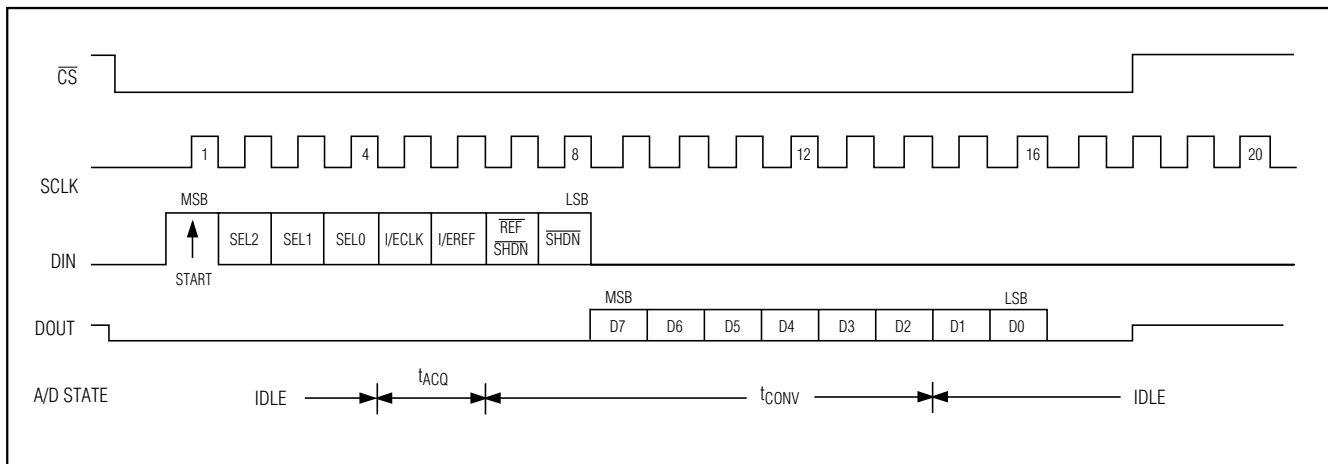 CS
1 4 8 12 16 20
SCLK
MSB LSB
SEL2 SEL1 SEL0 I/ECLK I/EREF REF SHDN SHDN
DIN
START
MSB LSB
DOUT D7 D6 D5 D4 D3 D2 D1 D0
tACQ
A/D STATE IDLE tCONV IDLE